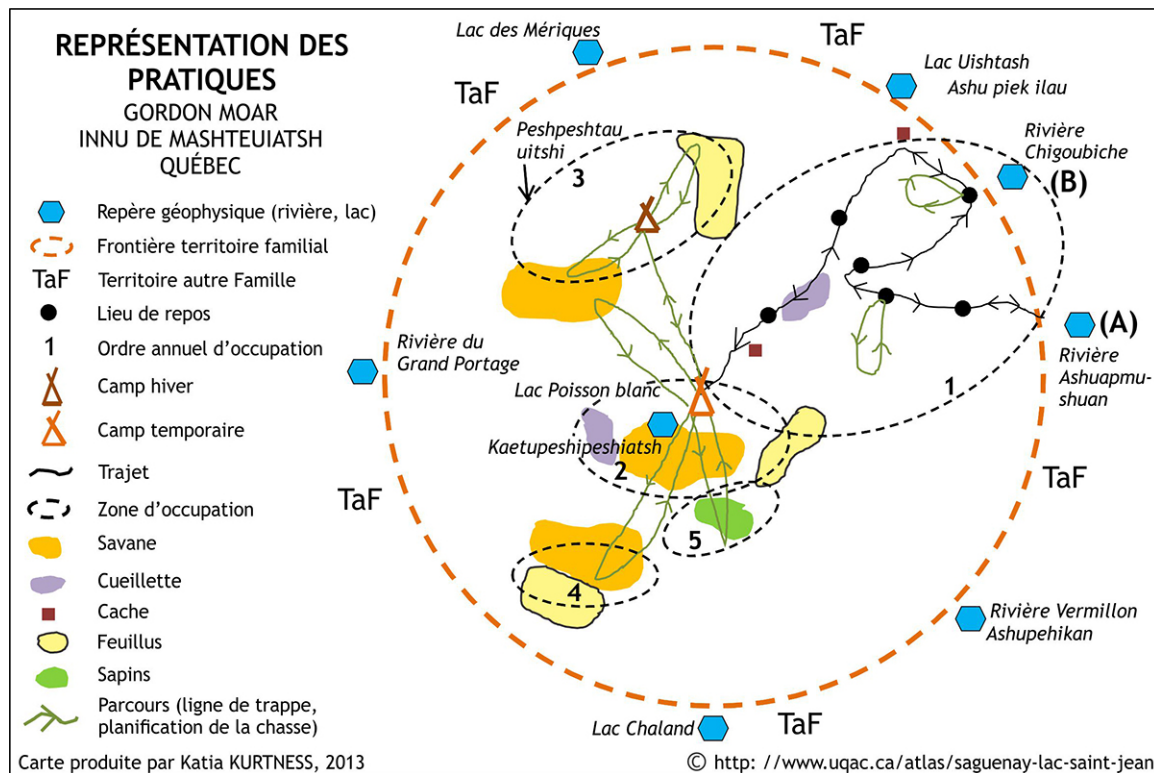 REPRÉSENTATION DES
PRATIQUES
GORDON MOAR
INNU DE MASHTEUIATSH
QUÉBEC
Repère géophysique (rivière, lac)
Frontière territoire familial
TaF Territoire autre Famille
Lieu de repos
1 Ordre annuel d'occupation
Camp hiver
Camp temporaire
Trajet
Zone d'occupation
Savane
Cueillette
Cache
Feuillus
Sapins
Parcours (ligne de trappe,
planification de la chasse)
Carte produite par Katia KURTNESS, 2013
Lac des Mériques
TaF
TaF
Lac Uishtash
Ashu piek ilau
Peshpeshtau
uitshi
3
Rivière
Chigoubiche
(B)
Rivière du
Grand Portage
(A)
Rivière
Ashuapmu-
shuan
1
Lac Poisson blanc
Kaetupeshipeshiatsh
2
TaF
TaF
5
4
Rivière Vermillon
Ashupehikan
Lac Chaland
TaF
© http: //www.uqac.ca/atlas/saguenay-lac-saint-jean